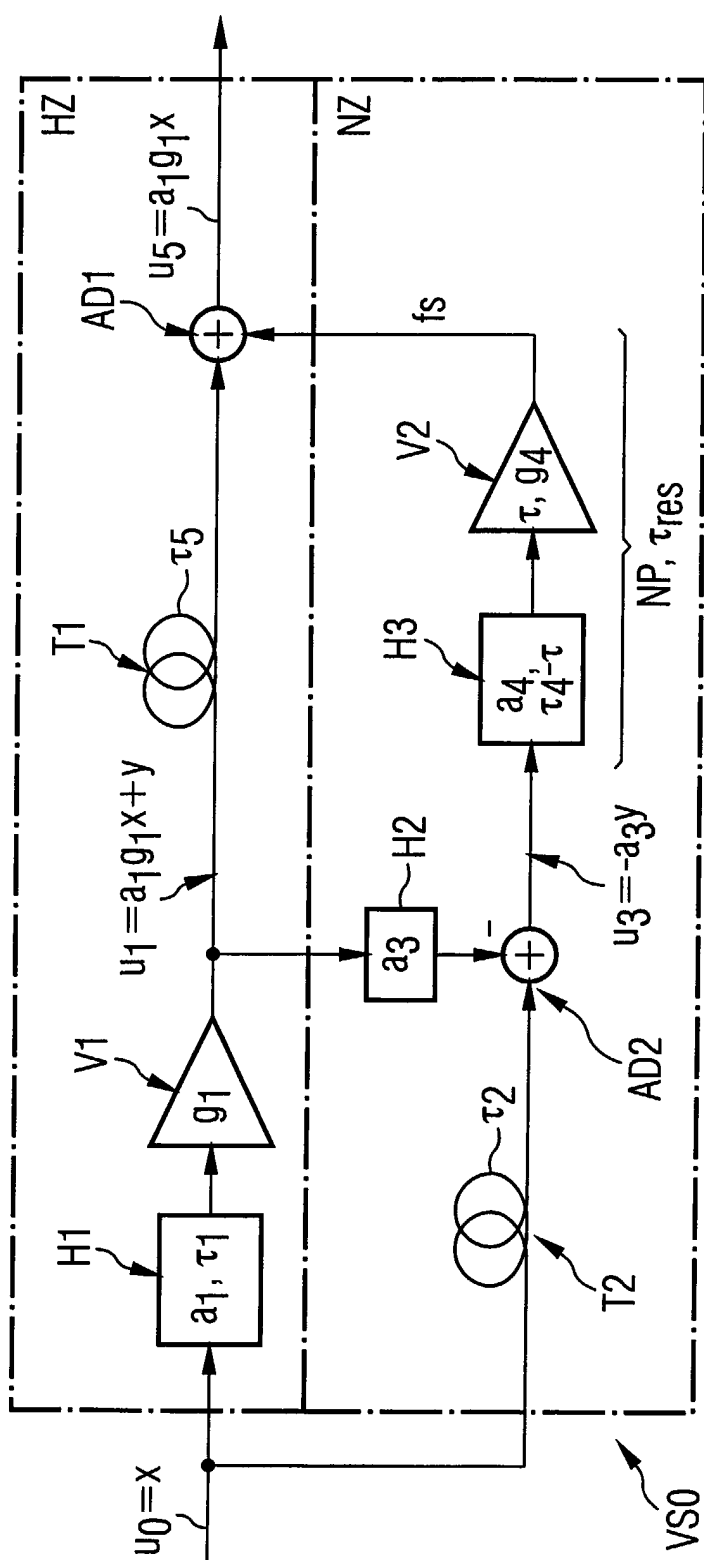 HZ
u0=x
H1
a1, τ1
V1
g1
u1=a1g1x+y
T1
τ5
AD1
u5=a1g1x
NZ
T2
τ2
H2
a3
-
AD2
u3=-a3y
H3
a4,
τ4-τ
V2
τ, g4
fs
NP, τres
VS0